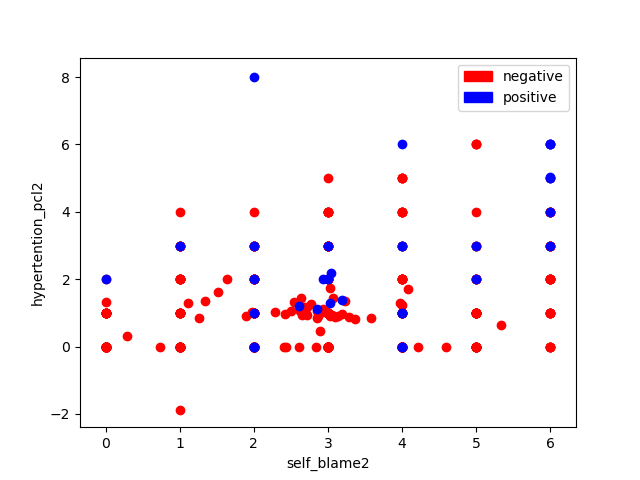 negative
positive
8
6
4
2
0
−2
hypertention_pcl2
0 1 2 3 4 5 6
self_blame2